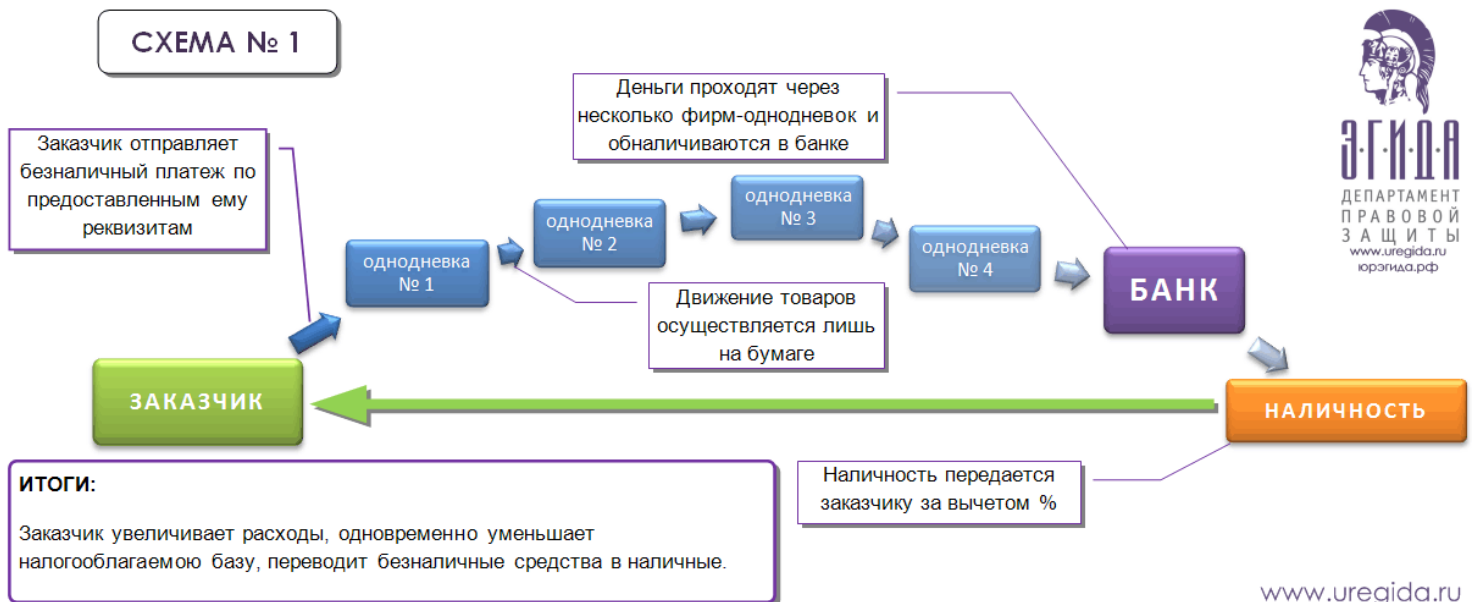 СХЕМА № 1
Заказчик отправляет
безналичный платеж по
предоставленным ему
реквизитам
Деньги проходят через
несколько фирм-однодневок и
обналичиваются в банке
Э·Г·И·Д·А
ДЕПАРТАМЕНТ
ПРАВОВОЙ
ЗАЩИТЫ
www.uregida.ru
юрэгида.рф
однодневка
№ 1
однодневка
№ 2
однодневка
№ 3
однодневка
№ 4
БАНК
Движение товаров
осуществляется лишь
на бумаге
ЗАКАЗЧИК
НАЛИЧНОСТЬ
Наличность передается
заказчику за вычетом %
ИТОГИ:
Заказчик увеличивает расходы, одновременно уменьшает
налогооблагаемою базу, переводит безналичные средства в наличные.
www.uregida.ru